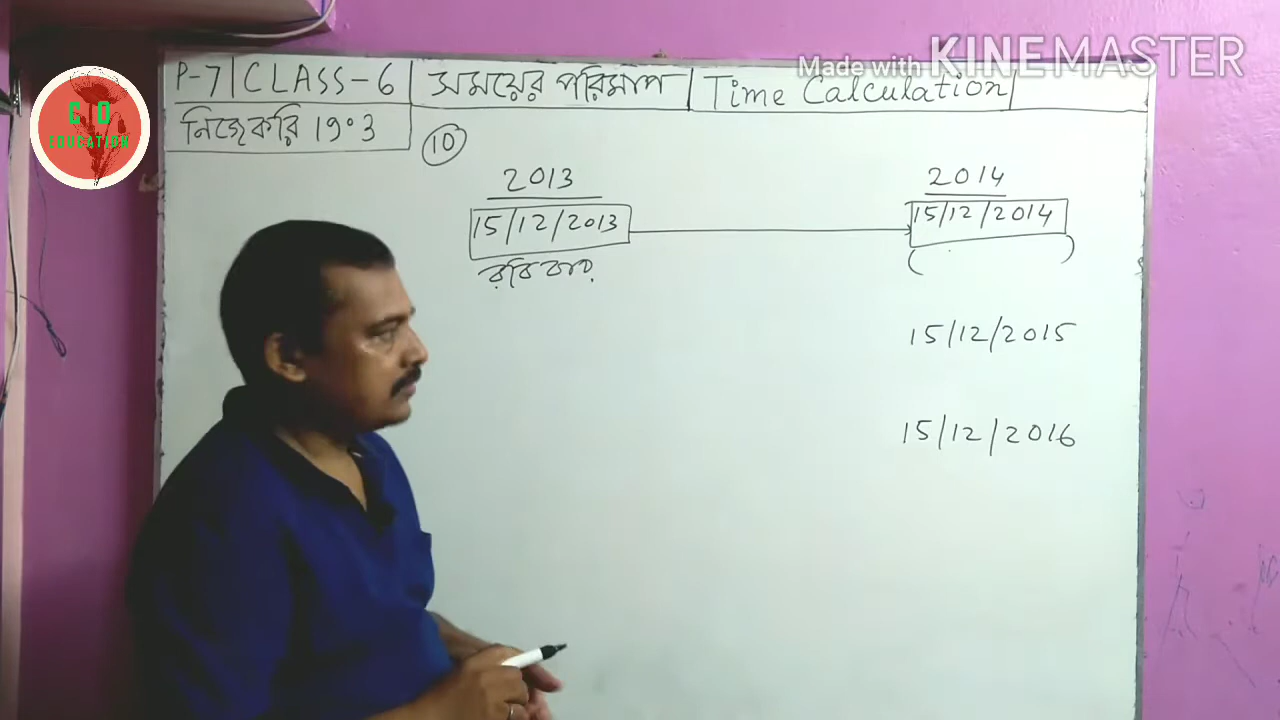 Made with KINEMASTER
P-7 | CLASS-6 | সময়ের পরিমাপ | Time Calculation
নিজেকরি 19.3
C D
EDUCATION
10
2013 2014
15/12/2013 15/12/2014
রবিবার ( )
15/12/2015
15/12/2016